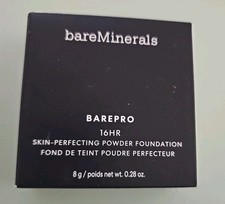 bareMinerals
BAREPRO
16HR
SKIN-PERFECTING POWDER FOUNDATION
FOND DE TEINT POUDRE PERFECTEUR
8 g / poids net wt. 0.28 oz.